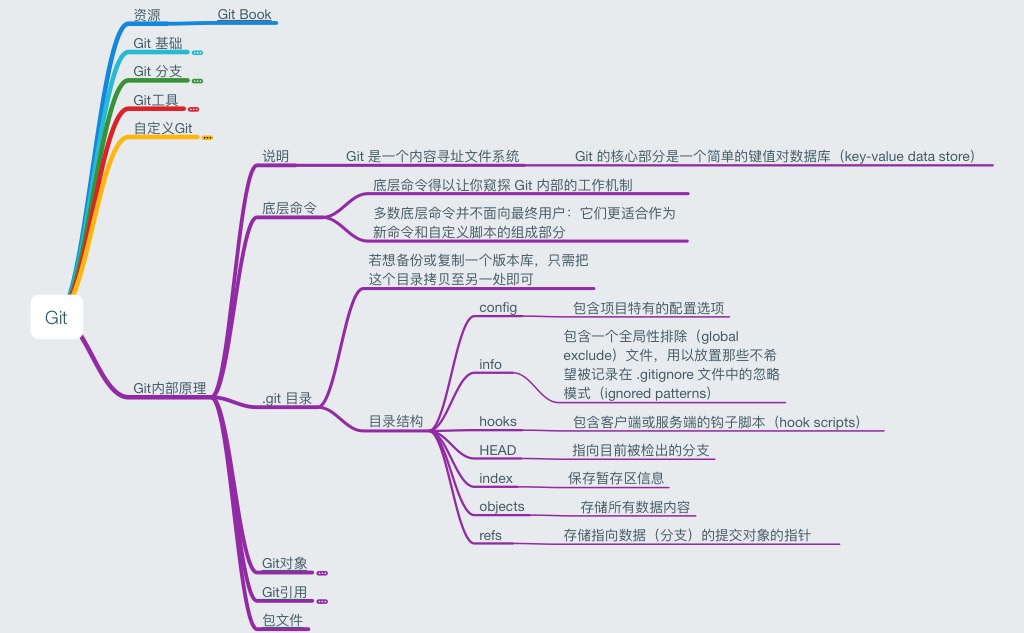 资源
Git Book
Git 基础
Git 分支
Git工具
自定义Git
说明
Git 是一个内容寻址文件系统
Git 的核心部分是一个简单的键值对数据库（key-value data store）
底层命令
底层命令得以让你窥探 Git 内部的工作机制
多数底层命令并不面向最终用户：它们更适合作为
新命令和自定义脚本的组成部分
若想备份或复制一个版本库，只需把
这个目录拷贝至另一处即可
config
包含项目特有的配置选项
Git
包含一个全局性排除（global
exclude）文件，用以放置那些不希
望被记录在 .gitignore 文件中的忽略
模式（ignored patterns）
info
Git内部原理
.git 目录
目录结构
hooks
包含客户端或服务端的钩子脚本（hook scripts）
HEAD
指向目前被检出的分支
index
保存暂存区信息
objects
存储所有数据内容
refs
存储指向数据（分支）的提交对象的指针
Git对象
Git引用
包文件